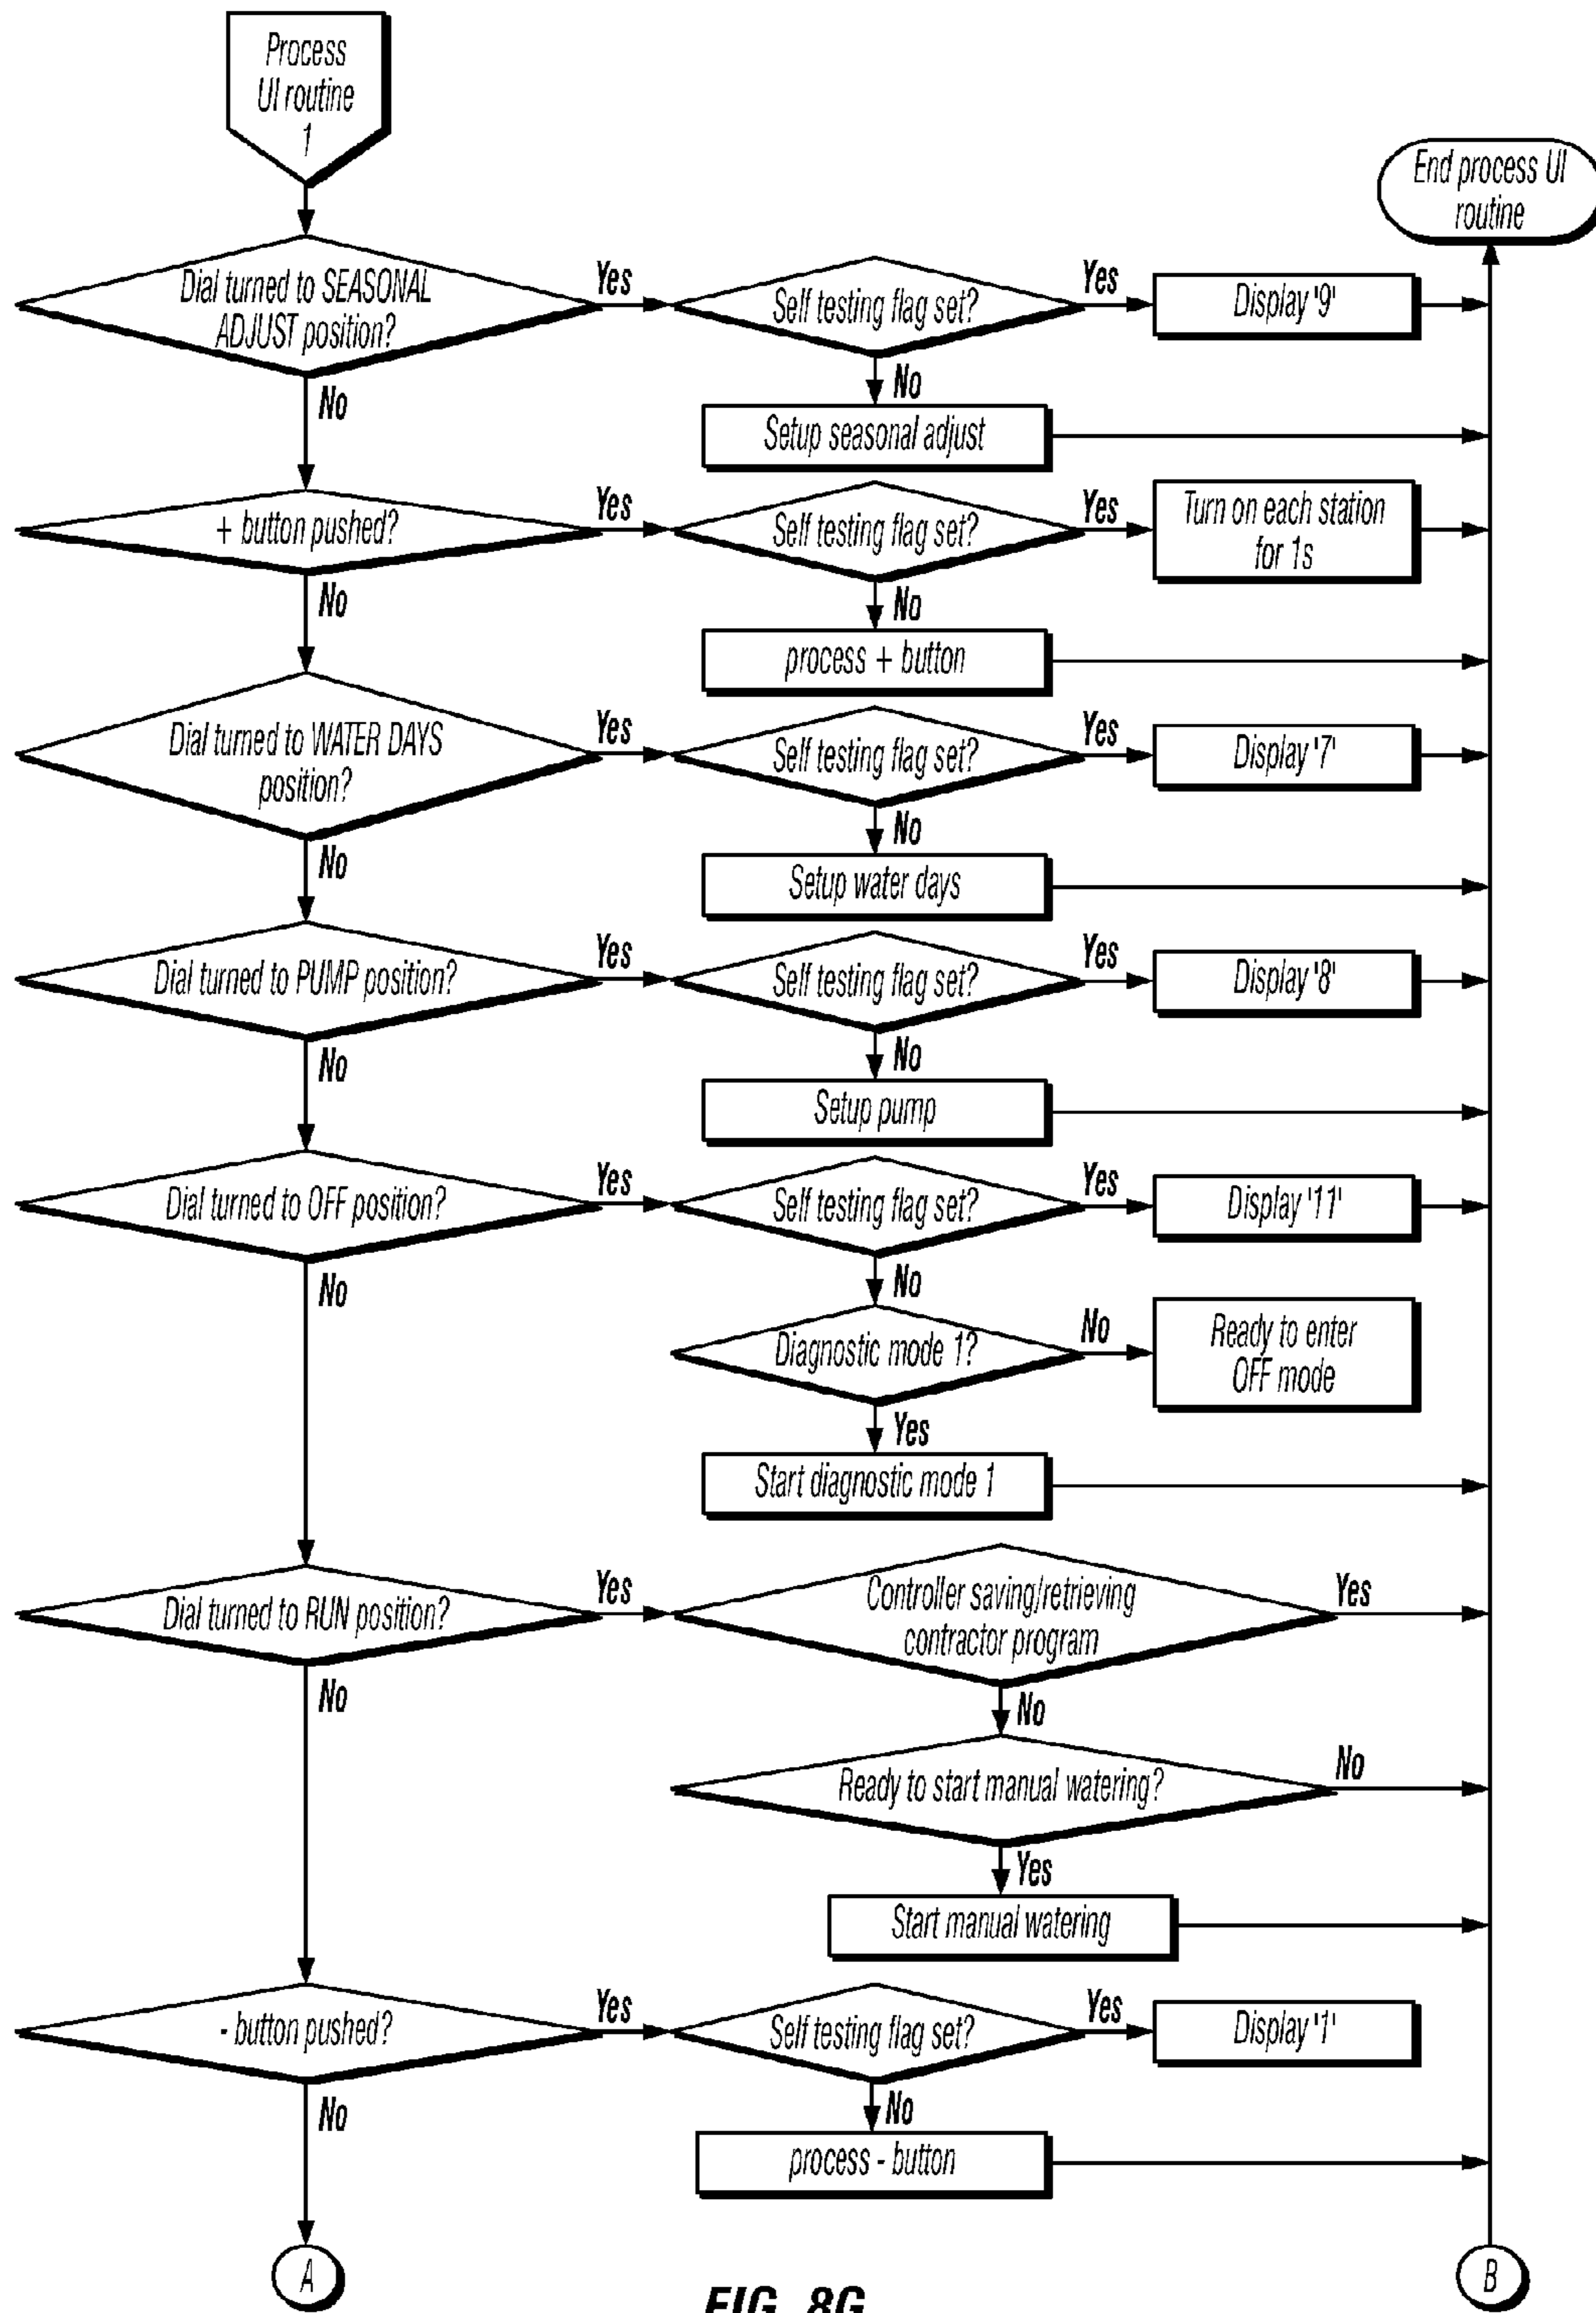 Process
UI routine
1
End process UI
routine
Dial turned to SEASONAL
ADJUST position?
Yes
Self testing flag set?
Yes
Display '9'
No
No
Setup seasonal adjust
+ button pushed?
Yes
Self testing flag set?
Yes
Turn on each station
for 1s
No
No
process + button
Dial turned to WATER DAYS
position?
Yes
Self testing flag set?
Yes
Display '7'
No
No
Setup water days
Dial turned to PUMP position?
Yes
Self testing flag set?
Yes
Display '8'
No
No
Setup pump
Dial turned to OFF position?
Yes
Self testing flag set?
Yes
Display '11'
No
No
Diagnostic mode 1?
No
Ready to enter
OFF mode
Yes
Start diagnostic mode 1
Dial turned to RUN position?
Yes
Controller saving/retrieving
contractor program
Yes
No
No
Ready to start manual watering?
No
Yes
Start manual watering
- button pushed?
Yes
Self testing flag set?
Yes
Display '1'
No
No
process - button
A
B
FIG. 8G